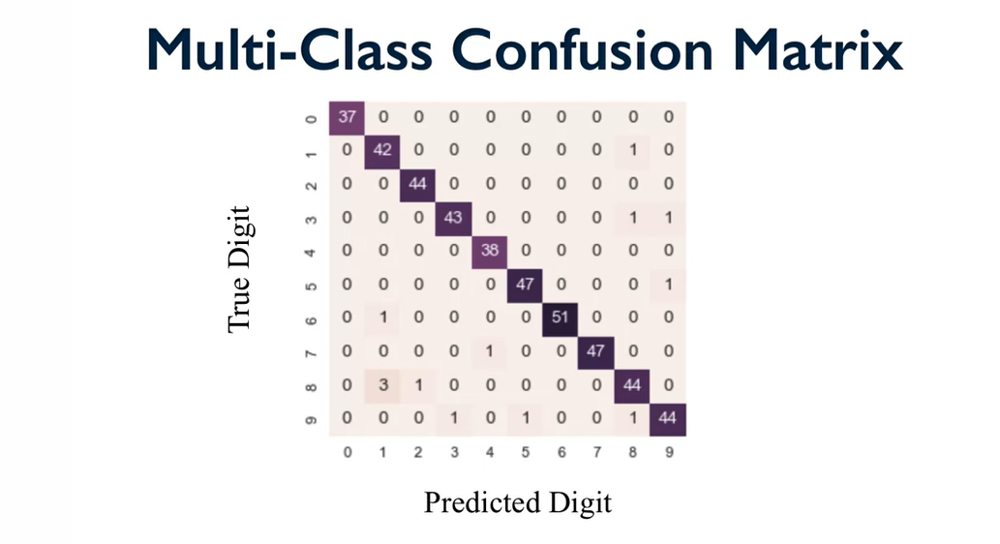 Multi-Class Confusion Matrix
True Digit
0 37 0 0 0 0 0 0 0 0 0
1 0 42 0 0 0 0 0 0 1 0
2 0 0 44 0 0 0 0 0 0 0
3 0 0 0 43 0 0 0 0 1 1
4 0 0 0 0 38 0 0 0 0 0
5 0 0 0 0 0 47 0 0 0 1
6 0 1 0 0 0 0 51 0 0 0
7 0 0 0 0 1 0 0 47 0 0
8 0 3 1 0 0 0 0 0 44 0
9 0 0 0 1 0 1 0 0 1 44
0 1 2 3 4 5 6 7 8 9
Predicted Digit